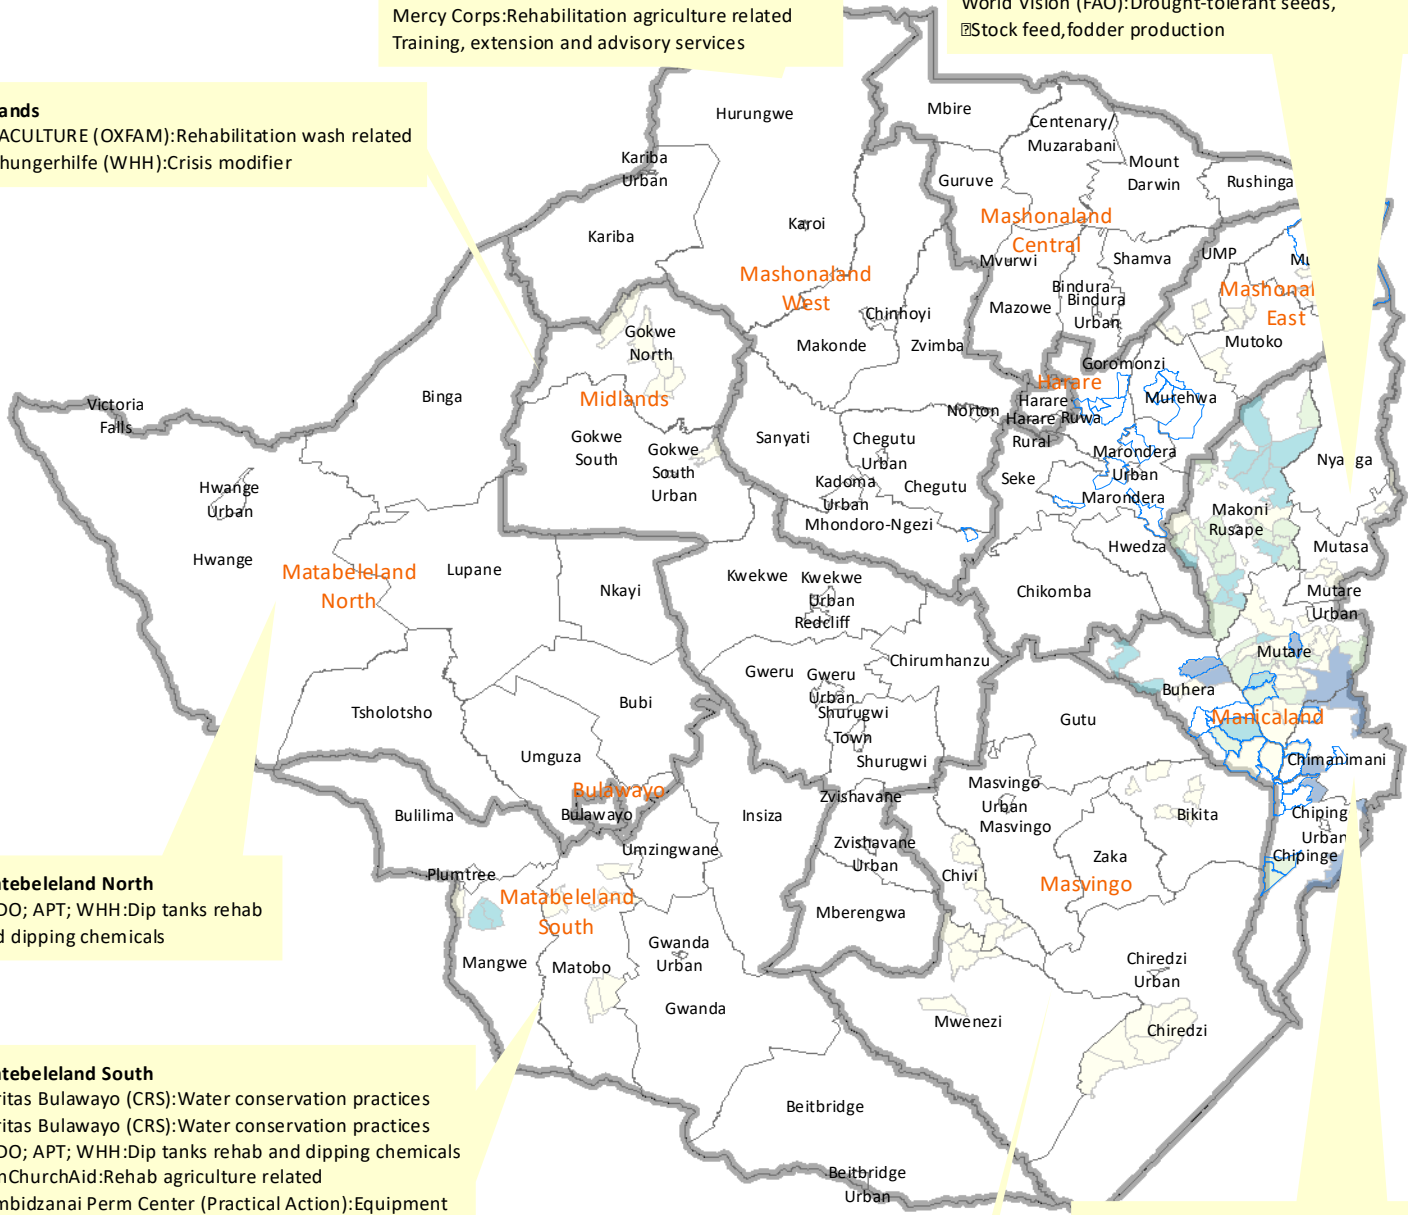 Mercy Corps:Rehabilitation agriculture related
Training, extension and advisory services
World Vision (FAO):Drought-tolerant seeds,
Stock feed,fodder production
ands
ACULTURE (OXFAM):Rehabilitation wash related
hungerhilfe (WHH):Crisis modifier
Hurungwe
Mbire
Centenary/
Muzarabani
Mount
Darwin
Rushinga
Kariba
Urban
Guruve
Karoi
Kariba
Mashonaland
Central
Mvurwi
Shamva
UMP
Mu
Mashonaland
West
Bindura
Bindura
Urban
Mazowe
Mashonal
East
Mutoko
Chinhoyi
Makonde
Zvimba
Gokwe
North
Goromonzi
Harare
Harare
Harare
Rural
Ruwa
Murehwa
Norton
Midlands
Binga
Victoria
Falls
Gokwe
South
Gokwe
South
Urban
Sanyati
Chegutu
Urban
Kadoma
Urban
Chegutu
Mhondoro-Ngezi
Seke
Marondera
Urban
Marondera
Hwedza
Nyanga
Makoni
Rusape
Mutasa
Mutare
Urban
Hwange
Urban
Hwange
Matabeleland
North
Lupane
Nkayi
Kwekwe
Kwekwe
Urban
Redcliff
Chikomba
Mutare
Buhera
Manicaland
Chimanimani
Gweru
Gweru
Urban
Chirumhanzu
Shurugwi
Town
Shurugwi
Gutu
Tsholotsho
Bubi
Umguza
Bulawayo
Bulawayo
Bulilima
Umzingwane
Insiza
Zvishavane
Zvishavane
Urban
Mberengwa
Masvingo
Urban
Masvingo
Bikita
Zaka
Chivi
Masvingo
Chiping
Urban
Chipinge
Plumtree
Matabeleland
South
Mangwe
Matobo
Gwanda
Urban
Gwanda
Mwenezi
Chiredzi
Urban
Chiredzi
Beitbridge
Beitbridge
Urban
tebeleland North
DO; APT; WHH:Dip tanks rehab
d dipping chemicals
tebeleland South
ritas Bulawayo (CRS):Water conservation practices
ritas Bulawayo (CRS):Water conservation practices
DO; APT; WHH:Dip tanks rehab and dipping chemicals
nChurchAid:Rehab agriculture related
mbidzanai Perm Center (Practical Action):Equipment